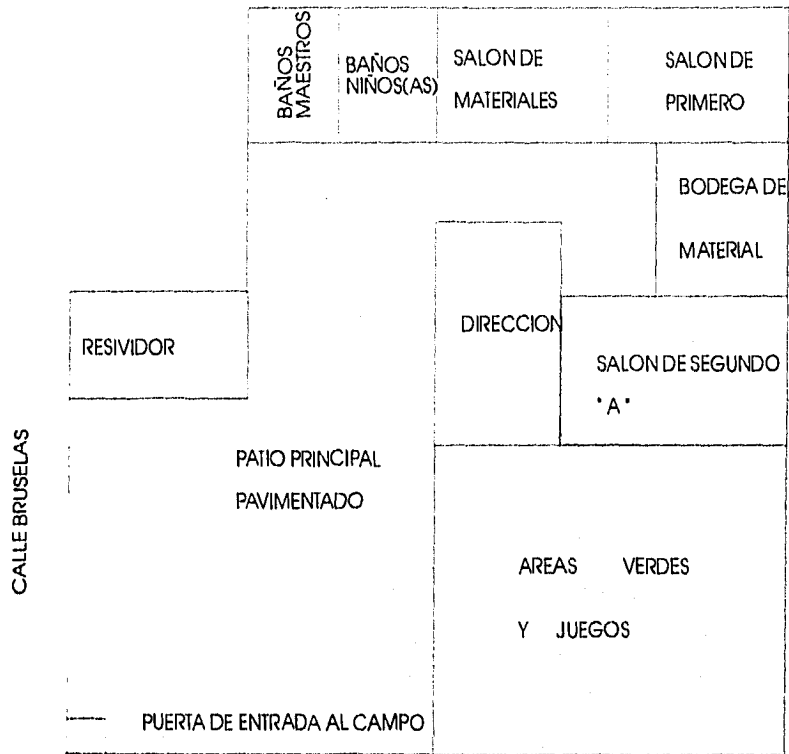 BAÑOS
MAESTROS
BAÑOS
NIÑOS(AS)
SALON DE
MATERIALES
SALON DE
PRIMERO
BODEGA DE
MATERIAL
RESIVIDOR
DIRECCION
SALON DE SEGUNDO
"A"
CALLE BRUSELAS
PATIO PRINCIPAL
PAVIMENTADO
AREAS VERDES
Y JUEGOS
PUERTA DE ENTRADA AL CAMPO